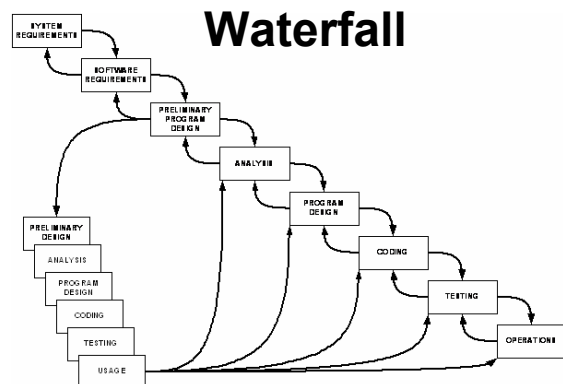 Waterfall
SYSTEM
REQUIREMENTS
SOFTWARE
REQUIREMENTS
PRELIMINARY
PROGRAM
DESIGN
ANALYSIS
PROGRAM
DESIGN
CODING
TESTING
OPERATIONS
PRELIMINARY
DESIGN
ANALYSIS
PROGRAM
DESIGN
CODING
TESTING
USAGE